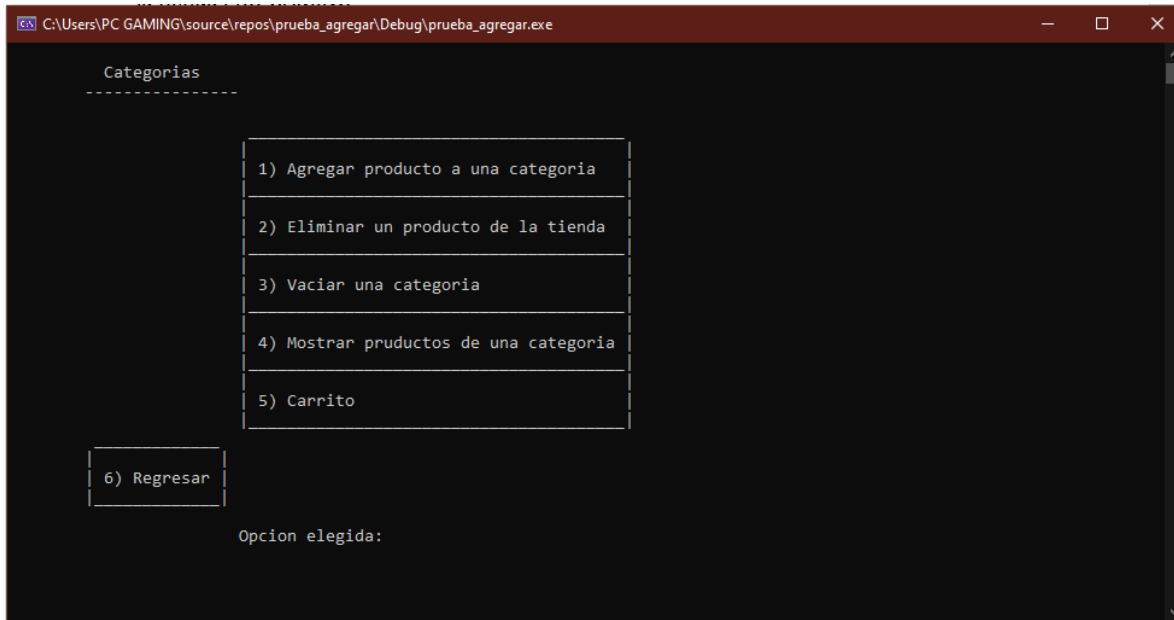 C:\Users\PC GAMING\source\repos\prueba_agregar\Debug\prueba_agregar.exe
Categorias
----------------
1) Agregar producto a una categoria
2) Eliminar un producto de la tienda
3) Vaciar una categoria
4) Mostrar pruductos de una categoria
5) Carrito
6) Regresar
Opcion elegida: